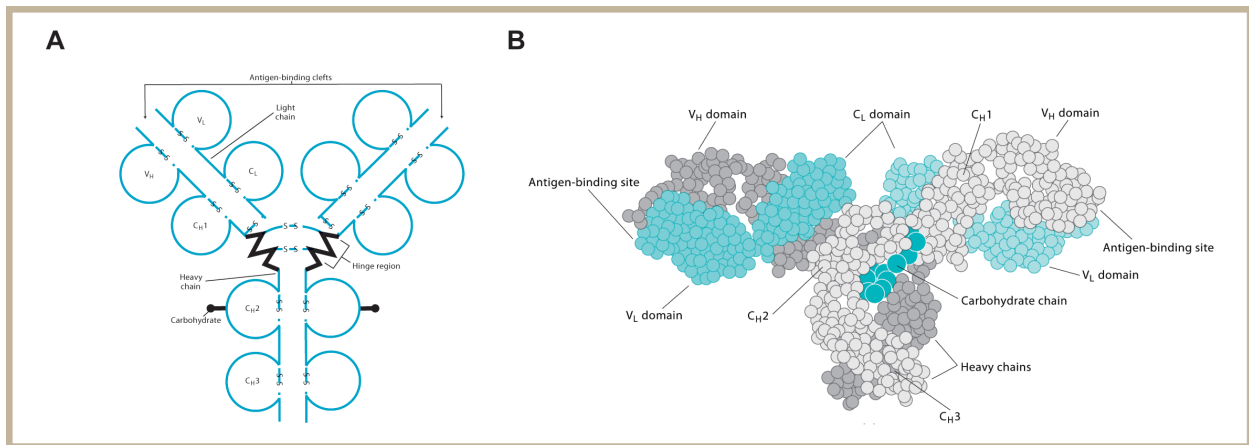 A
B
Antigen-binding clefts
Light
chain
VL
CL
VH
CH1
S S
S S
S S
S S
S S
S S
S S
S S
S S
S S
S S
S S
Hinge region
Heavy
chain
Carbohydrate
CH2
S S
S S
CH3
S S
S S
VH domain
CL domain
CH1
VH domain
Antigen-binding site
Antigen-binding site
VL domain
VL domain
CH2
Carbohydrate chain
Heavy chains
CH3